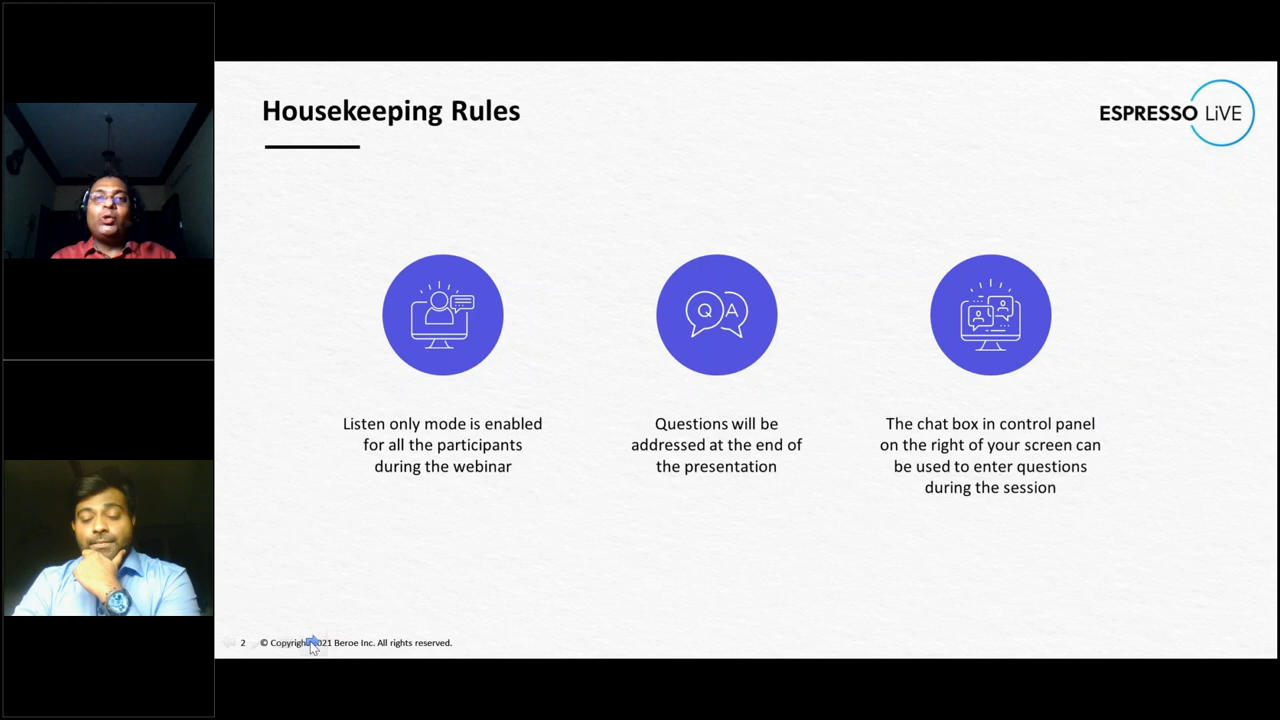 Housekeeping Rules
ESPRESSO LiVE
Q A
Listen only mode is enabled
for all the participants
during the webinar
Questions will be
addressed at the end of
the presentation
The chat box in control panel
on the right of your screen can
be used to enter questions
during the session
2 © Copyright 2021 Beroe Inc. All rights reserved.